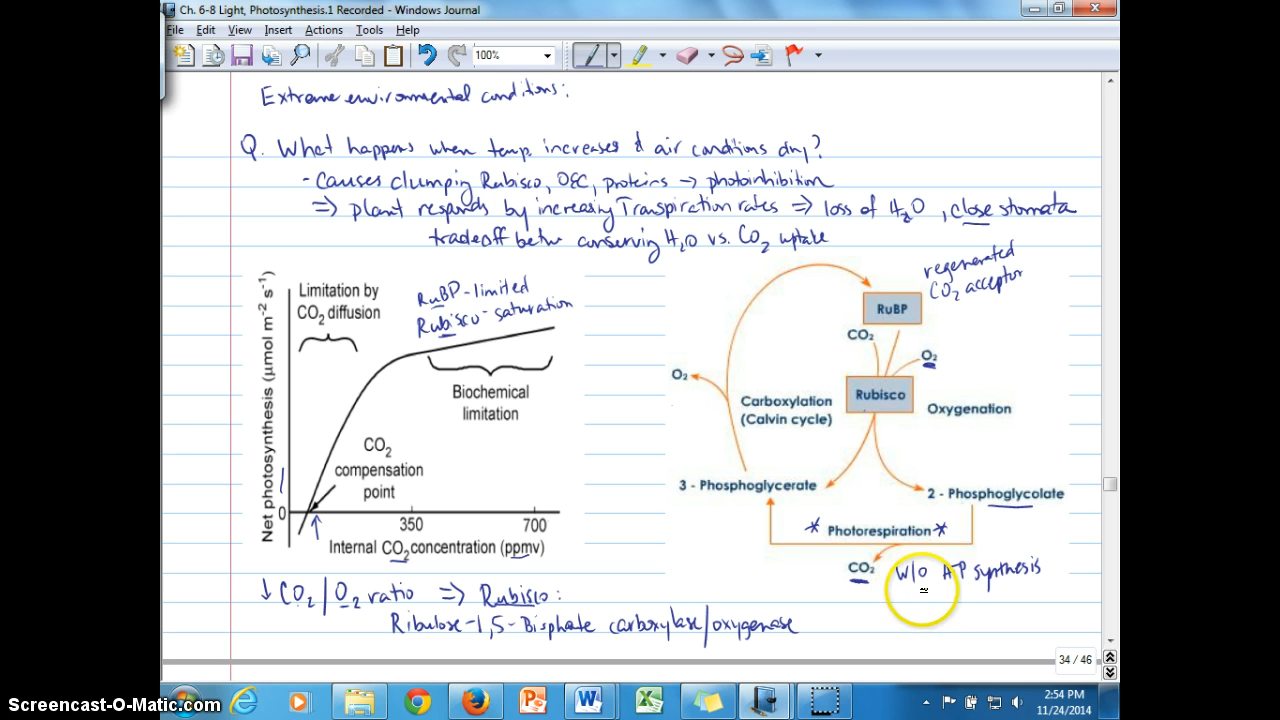 Ch. 6-8 Light, Photosynthesis.1 Recorded - Windows Journal
File Edit View Insert Actions Tools Help
100%
Extreme environmental conditions:
Q. What happens when temp. increases & air conditions dry?
- Causes clumping Rubisco, OEC, proteins → photoinhibition
⇒ plant responds by increasing Transpiration rates ⇒ loss of H2O, close stomata
tradeoff betw conserving H2O vs. CO2 uptake
Net photosynthesis (µmol m-2 s-1)
Limitation by
CO2 diffusion
RuBP-limited
Rubisco-saturation
Biochemical
limitation
CO2
compensation
point
0
350
700
Internal CO2 concentration (ppmv)
regenerated
CO2 acceptor
RuBP
CO2
O2
O2
Rubisco
Carboxylation
(Calvin cycle)
Oxygenation
3 - Phosphoglycerate
2 - Phosphoglycolate
* Photorespiration *
CO2
W/O ATP synthesis
↓ CO2/O2 ratio ⇒ Rubisco:
Ribulose-1,5-Bisphate carboxylase/oxygenase
34 / 46
Screencast-O-Matic.com
2:54 PM
11/24/2014